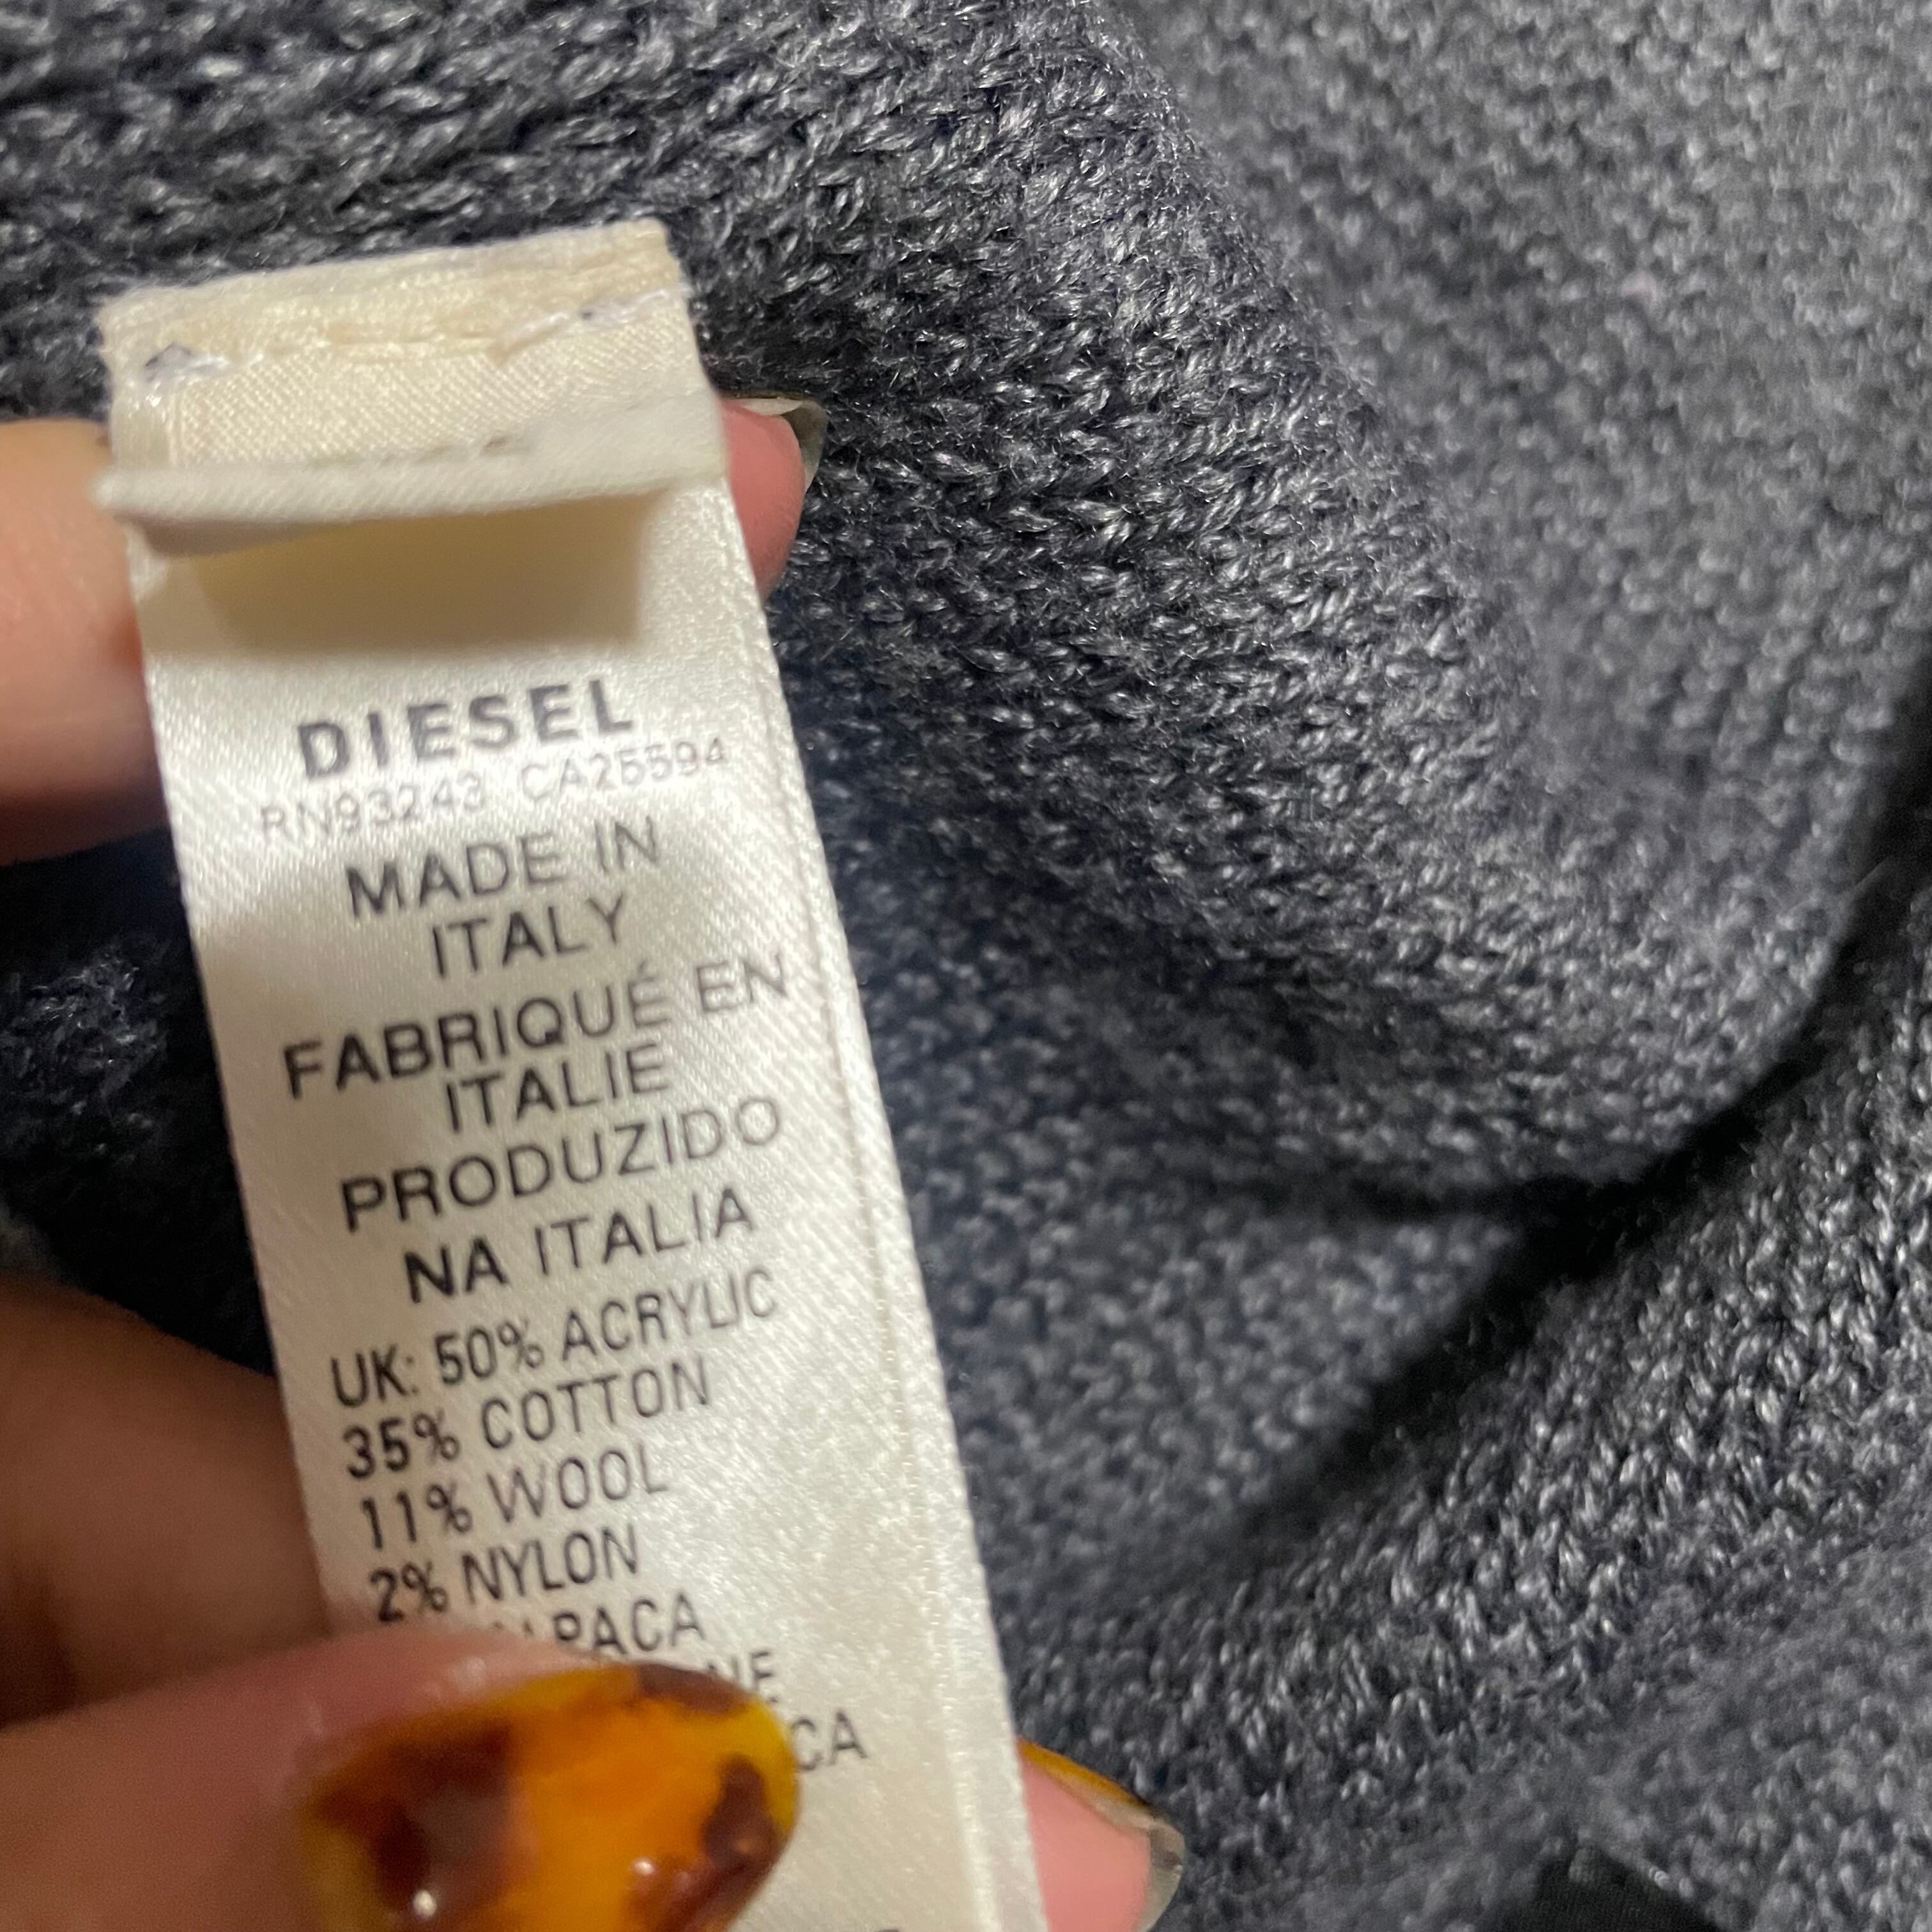 DIESEL
RN93243 CA25594
MADE IN
ITALY
FABRIQUÉ EN
ITALIE
PRODUZIDO
NA ITALIA
UK: 50% ACRYLIC
35% COTTON
11% WOOL
2% NYLON